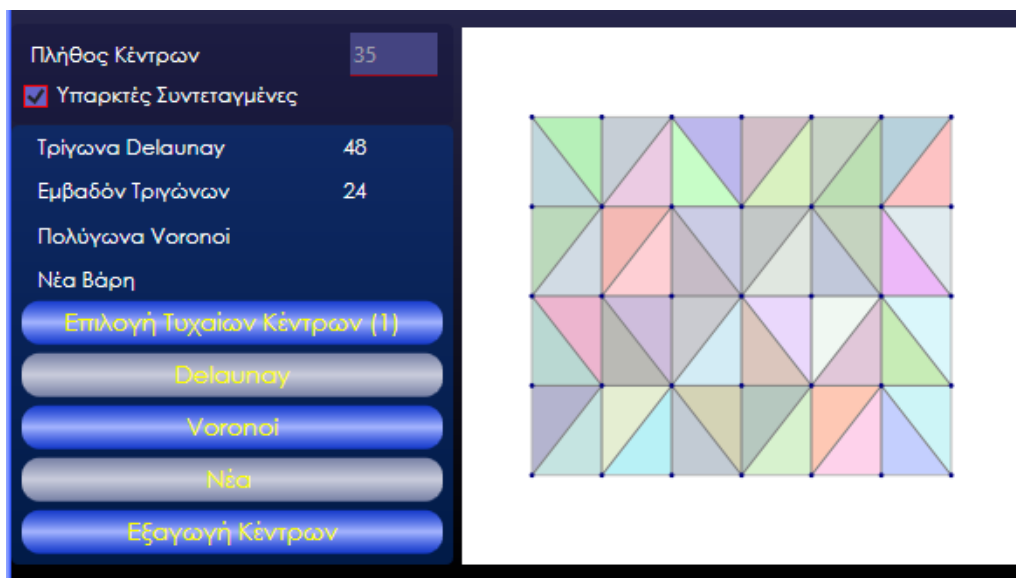 Πλήθος Κέντρων 35
Υπαρκτές Συντεταγμένες
Τρίγωνα Delaunay 48
Εμβαδόν Τριγώνων 24
Πολύγωνα Voronoi
Νέα Βάρη
Επιλογή Τυχαίων Κέντρων (1)
Delaunay
Voronoi
Νέα
Εξαγωγή Κέντρων